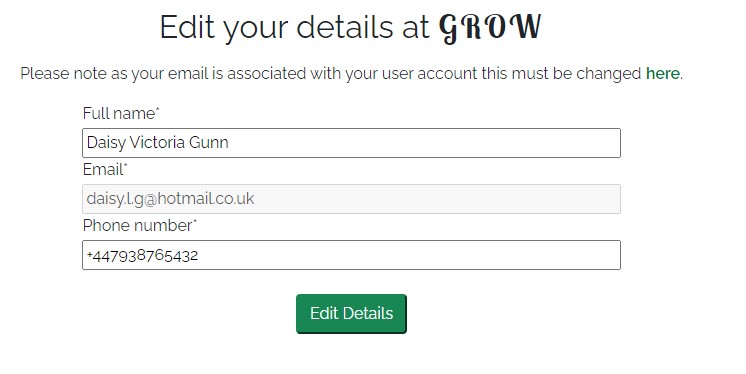 Edit your details at GROW
Please note as your email is associated with your user account this must be changed here.
Full name*
Daisy Victoria Gunn
Email*
daisy.l.g@hotmail.co.uk
Phone number*
+447938765432
Edit Details